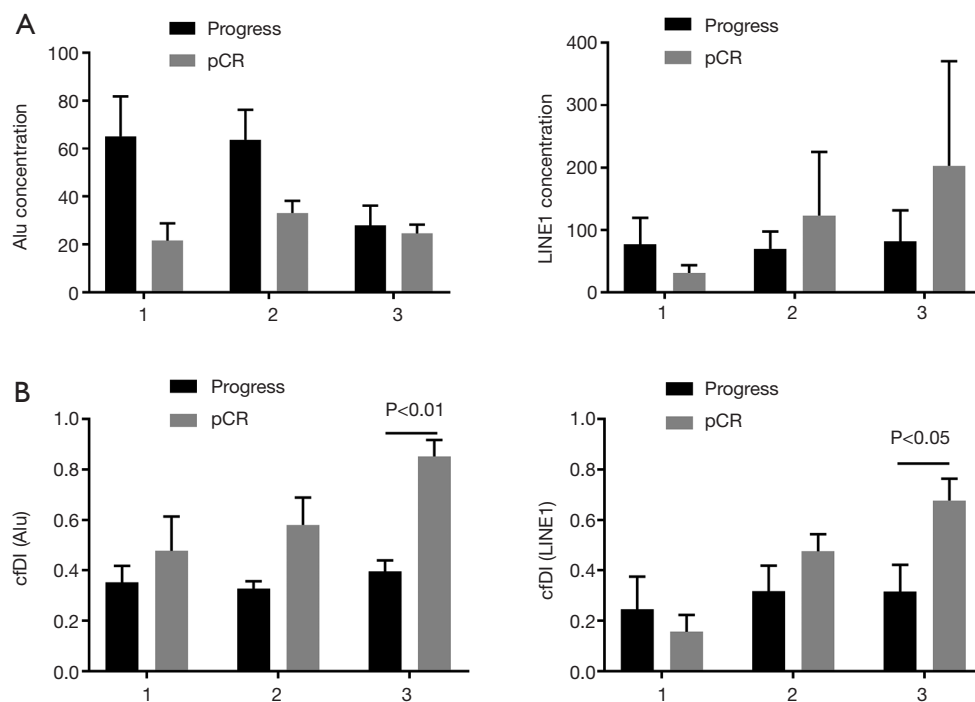 A
Progress
pCR
100
80
60
40
20
0
Alu concentration
1 2 3
Progress
pCR
400
300
200
100
0
LINE1 concentration
1 2 3
B
Progress
pCR
P<0.01
1.0
0.8
0.6
0.4
0.2
0.0
cfDI (Alu)
1 2 3
Progress
pCR
P<0.05
1.0
0.8
0.6
0.4
0.2
0.0
cfDI (LINE1)
1 2 3